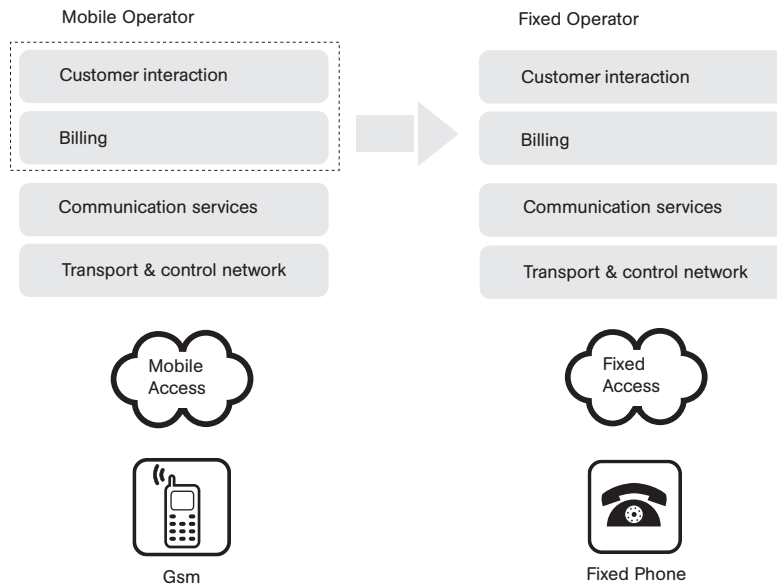 Mobile Operator
Customer interaction
Billing
Communication services
Transport & control network
Mobile
Access
Gsm
Fixed Operator
Customer interaction
Billing
Communication services
Transport & control network
Fixed
Access
Fixed Phone